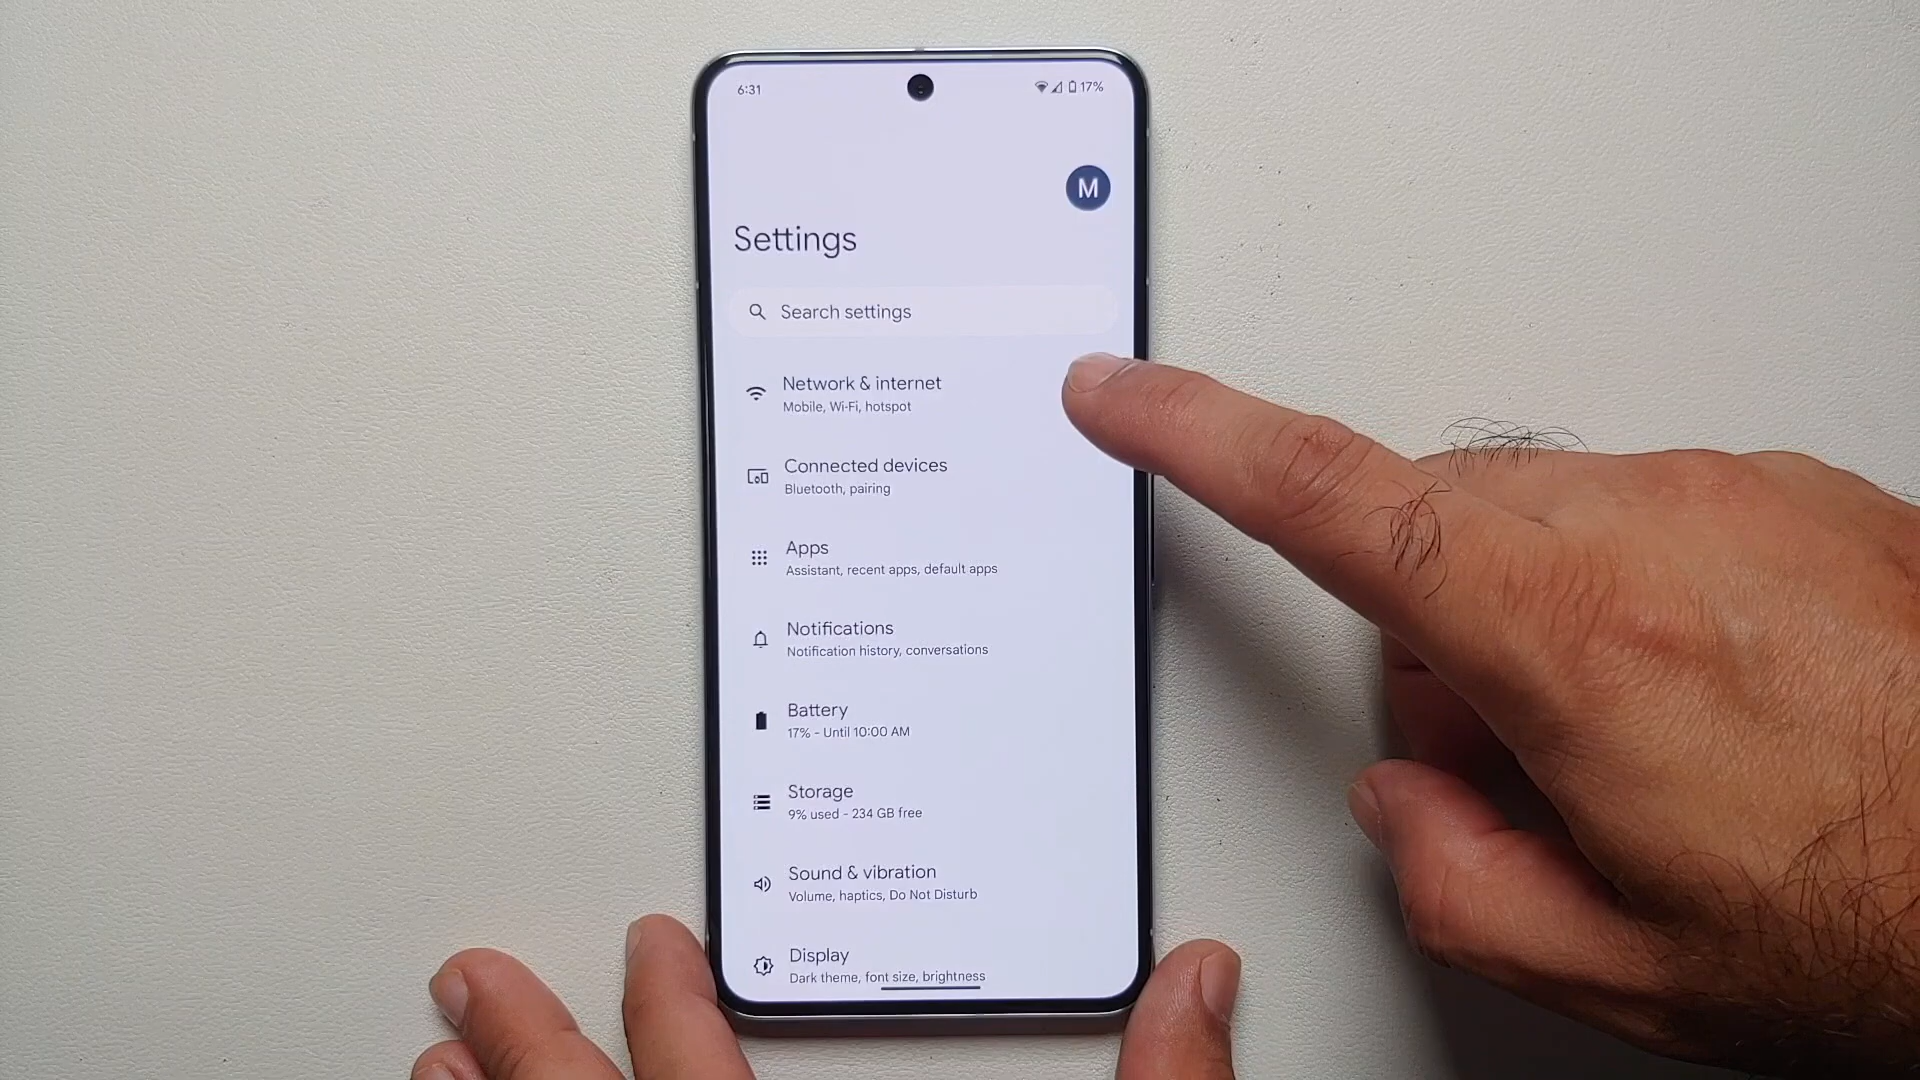 6:31
17%
M
Settings
Search settings
Network & internet
Mobile, Wi-Fi, hotspot
Connected devices
Bluetooth, pairing
Apps
Assistant, recent apps, default apps
Notifications
Notification history, conversations
Battery
17% - Until 10:00 AM
Storage
9% used - 234 GB free
Sound & vibration
Volume, haptics, Do Not Disturb
Display
Dark theme, font size, brightness